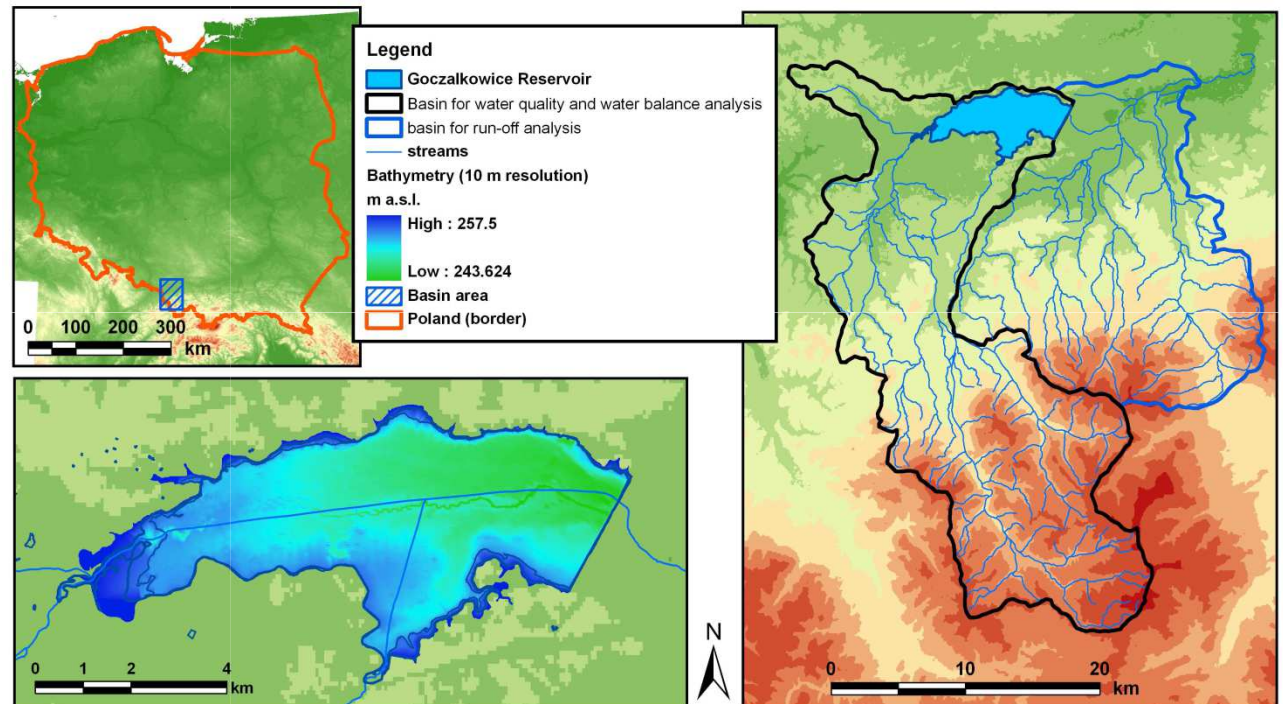 Legend
Goczalkowice Reservoir
Basin for water quality and water balance analysis
basin for run-off analysis
streams
Bathymetry (10 m resolution)
m a.s.l.
High : 257.5
Low : 243.624
Basin area
Poland (border)
0 100 200 300
km
0 1 2 4
km
N
0 10 20
km